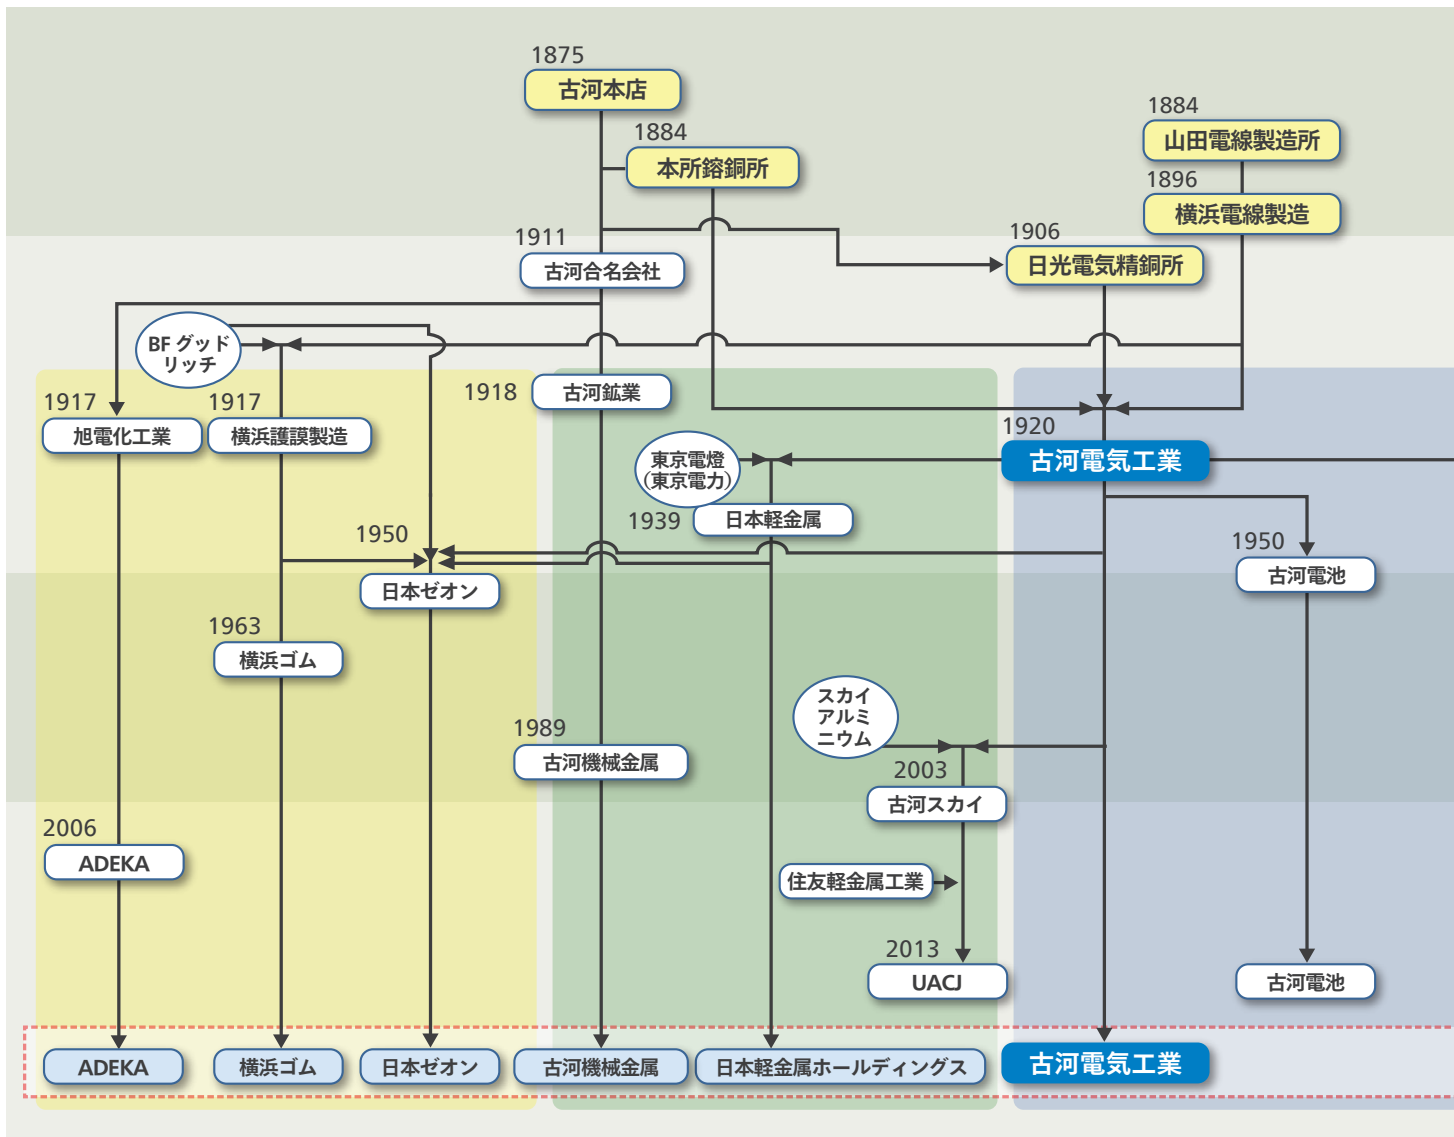 1875
古河本店
1884
本所鎔銅所
1884
山田電線製造所
1896
横浜電線製造
1906
日光電気精銅所
1911
古河合名会社
BF グッド
リッチ
1917
旭電化工業
1917
横浜護膜製造
1918
古河鉱業
1920
古河電気工業
東京電燈
（東京電力）
1939
日本軽金属
1950
日本ゼオン
1950
古河電池
1963
横浜ゴム
スカイ
アルミ
ニウム
1989
古河機械金属
2003
古河スカイ
2006
ADEKA
住友軽金属工業
2013
UACJ
古河電池
ADEKA
横浜ゴム
日本ゼオン
古河機械金属
日本軽金属ホールディングス
古河電気工業